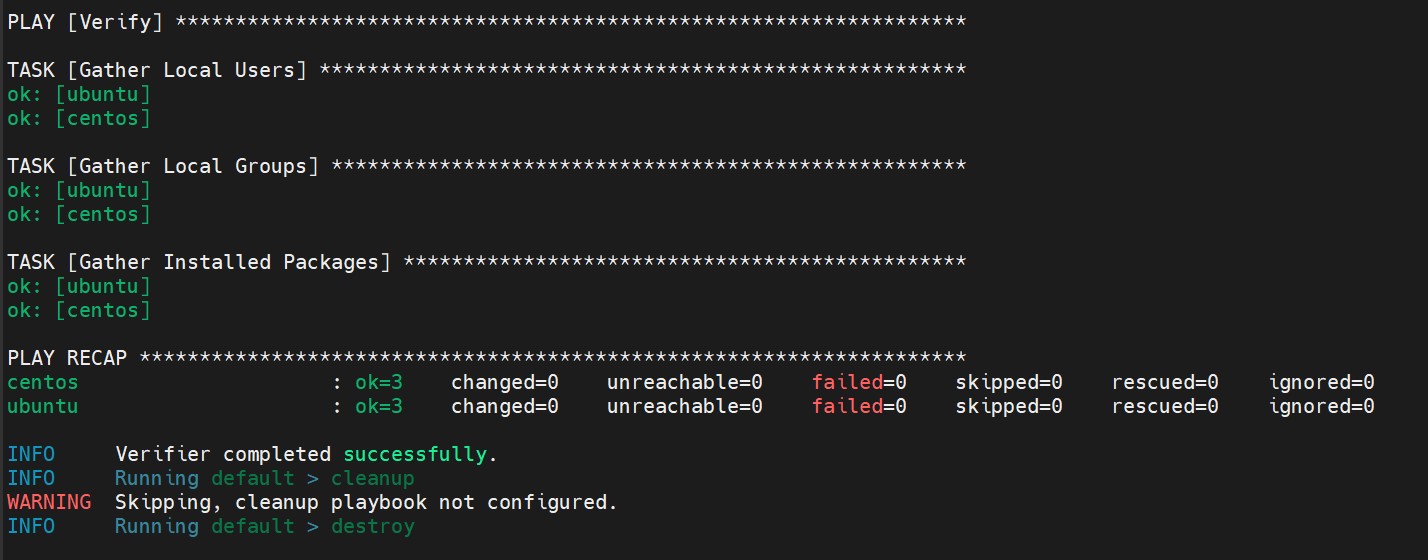 PLAY [Verify] ******************************************************************
TASK [Gather Local Users] ******************************************************
ok: [ubuntu]
ok: [centos]
TASK [Gather Local Groups] *****************************************************
ok: [ubuntu]
ok: [centos]
TASK [Gather Installed Packages] ***********************************************
ok: [ubuntu]
ok: [centos]
PLAY RECAP *********************************************************************
centos                     : ok=3    changed=0    unreachable=0    failed=0    skipped=0    rescued=0    ignored=0
ubuntu                     : ok=3    changed=0    unreachable=0    failed=0    skipped=0    rescued=0    ignored=0
INFO     Verifier completed successfully.
INFO     Running default > cleanup
WARNING  Skipping, cleanup playbook not configured.
INFO     Running default > destroy